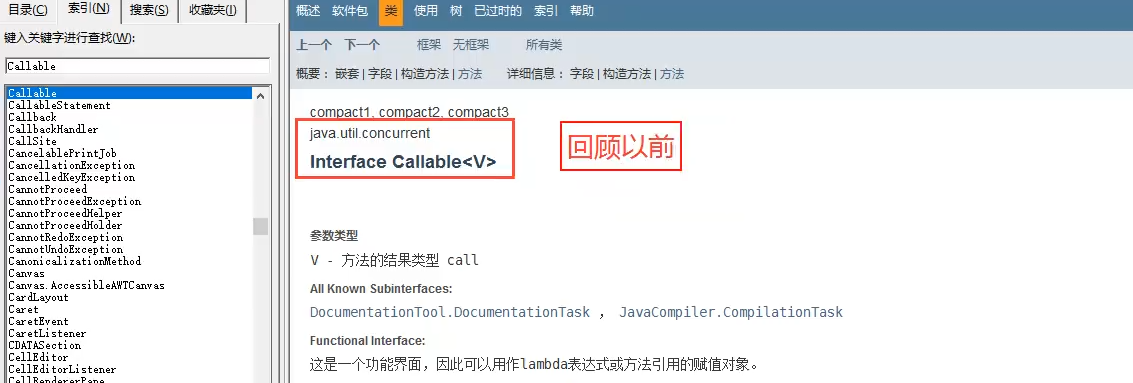 目录(C) 索引(N) 搜索(S) 收藏夹(I)
键入关键字进行查找(W):
Callable
Callable
CallableStatement
Callback
CallbackHandler
CallSite
CancelablePrintJob
CancellationException
CancelledKeyException
CannotProceed
CannotProceedException
CannotProceedHelper
CannotProceedHolder
CannotRedoException
CannotUndoException
CanonicalizationMethod
Canvas
Canvas.AccessibleAWTCanvas
CardLayout
Caret
CaretEvent
CaretListener
CDATASection
CellEditor
CellEditorListener
CellRendererPane
概述 软件包 类 使用 树 已过时的 索引 帮助
上一个 下一个 框架 无框架 所有类
概要： 嵌套 | 字段 | 构造方法 | 方法 详细信息： 字段 | 构造方法 | 方法
compact1, compact2, compact3
java.util.concurrent
Interface Callable<V>
回顾以前
参数类型
V - 方法的结果类型 call
All Known Subinterfaces:
DocumentationTool.DocumentationTask ， JavaCompiler.CompilationTask
Functional Interface:
这是一个功能界面，因此可以用作lambda表达式或方法引用的赋值对象。